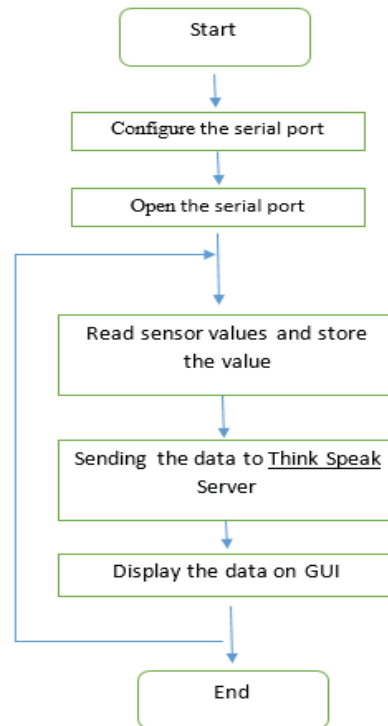 Start
Configure the serial port
Open the serial port
Read sensor values and store
the value
Sending the data to Think Speak
Server
Display the data on GUI
End